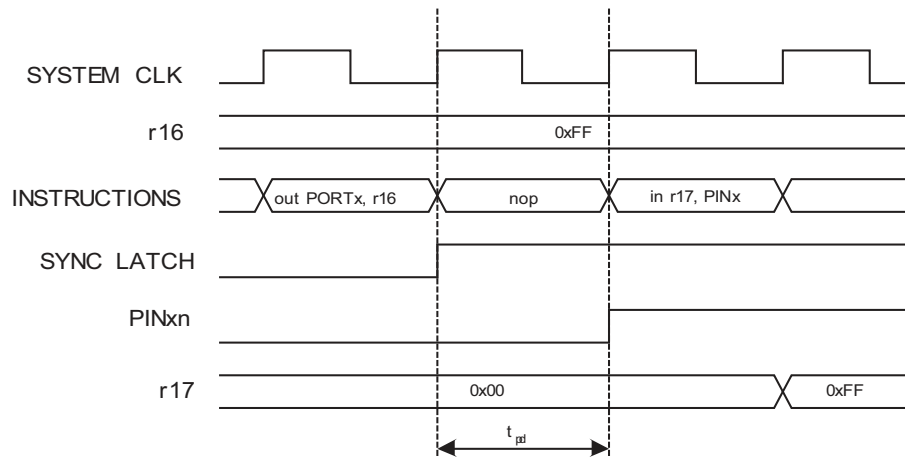 SYSTEM CLK
r16
0xFF
INSTRUCTIONS
out PORTx, r16
nop
in r17, PINx
SYNC LATCH
PINxn
r17
0x00
0xFF
t pd